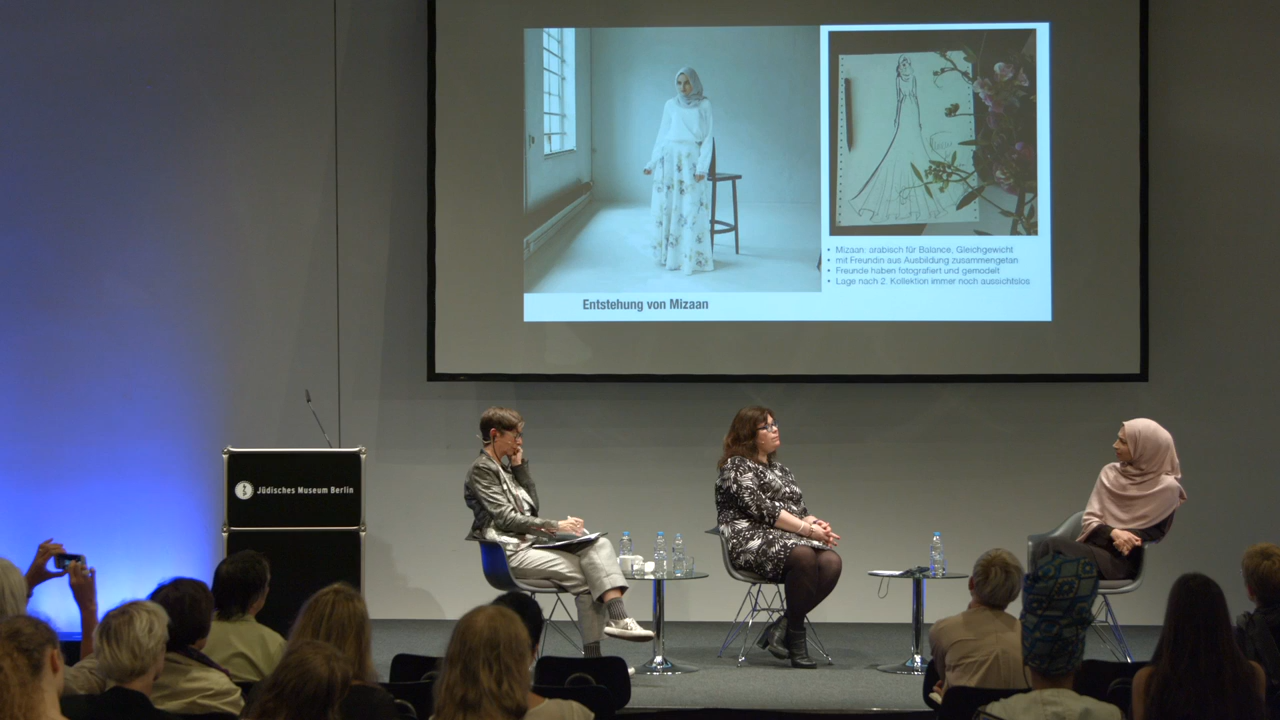 • Mizaan: arabisch für Balance, Gleichgewicht
• mit Freundin aus Ausbildung zusammengetan
• Freunde haben fotografiert und gemodelt
• Lage nach 2. Kollektion immer noch aussichtslos
Entstehung von Mizaan
Jüdisches Museum Berlin